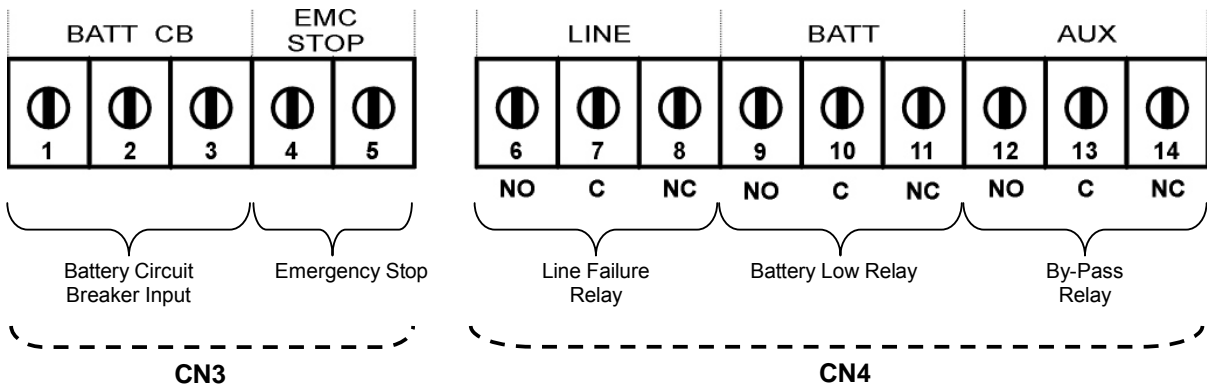 BATT CB
EMC
STOP
LINE
BATT
AUX
1 2 3 4 5
6 7 8 9 10 11 12 13 14
NO C NC NO C NC NO C NC
Battery Circuit
Breaker Input
Emergency Stop
Line Failure
Relay
Battery Low Relay
By-Pass
Relay
CN3
CN4